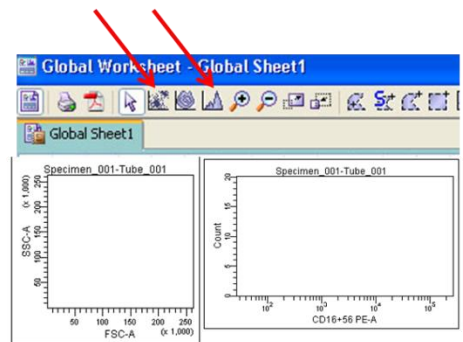 Global Worksheet - Global Sheet1
Global Sheet1
Specimen_001-Tube_001
SSC-A
(x 1,000)
250
200
150
100
50
50 100 150 200 250
FSC-A (x 1,000)
Specimen_001-Tube_001
Count
20
15
10
5
0
10² 10³ 10⁴ 10⁵
CD16+56 PE-A